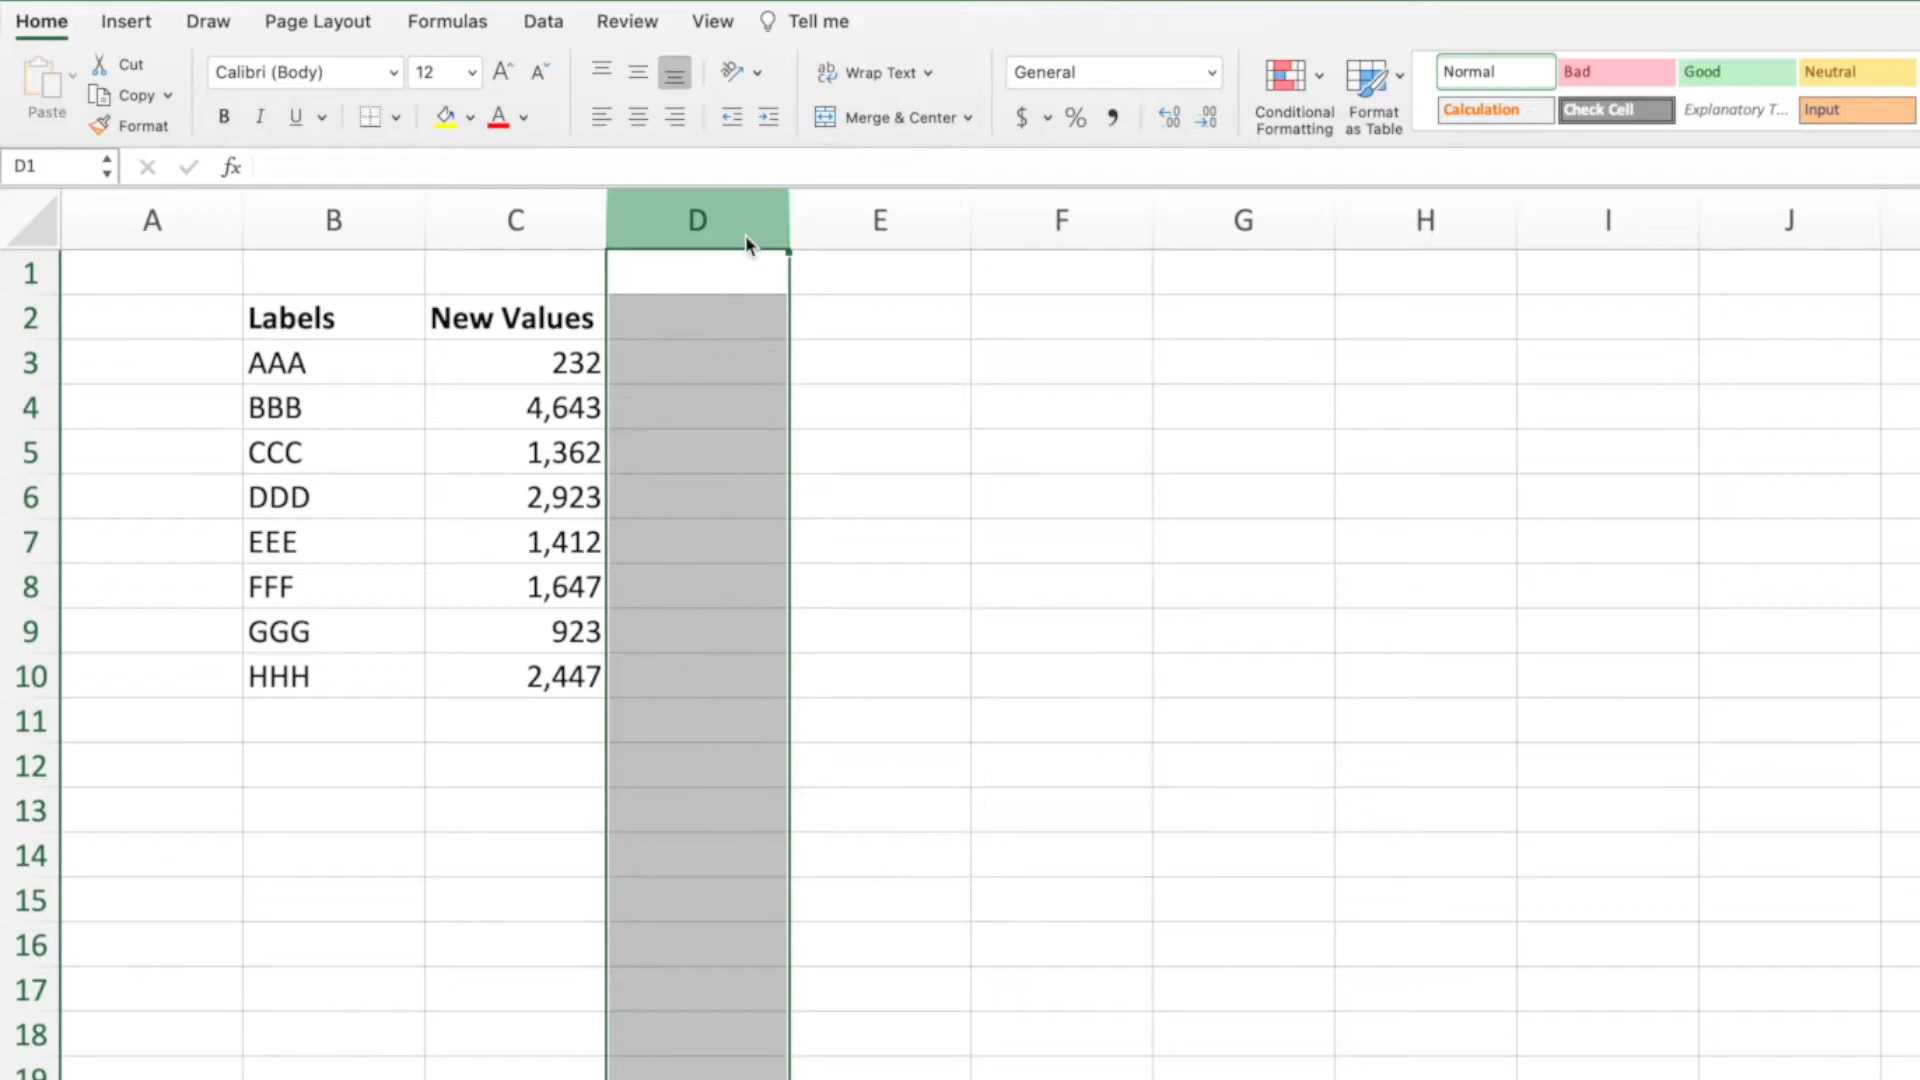 Home Insert Draw Page Layout Formulas Data Review View Tell me
Paste
Cut
Copy
Format
Calibri (Body) 12
B I U A
Wrap Text
Merge & Center
General
$ % ,
Conditional Formatting
Format as Table
Normal Bad Good Neutral
Calculation Check Cell Explanatory T... Input
D1 fx
A B C D E F G H I J
1
2 Labels New Values
3 AAA 232
4 BBB 4,643
5 CCC 1,362
6 DDD 2,923
7 EEE 1,412
8 FFF 1,647
9 GGG 923
10 HHH 2,447
11
12
13
14
15
16
17
18
19